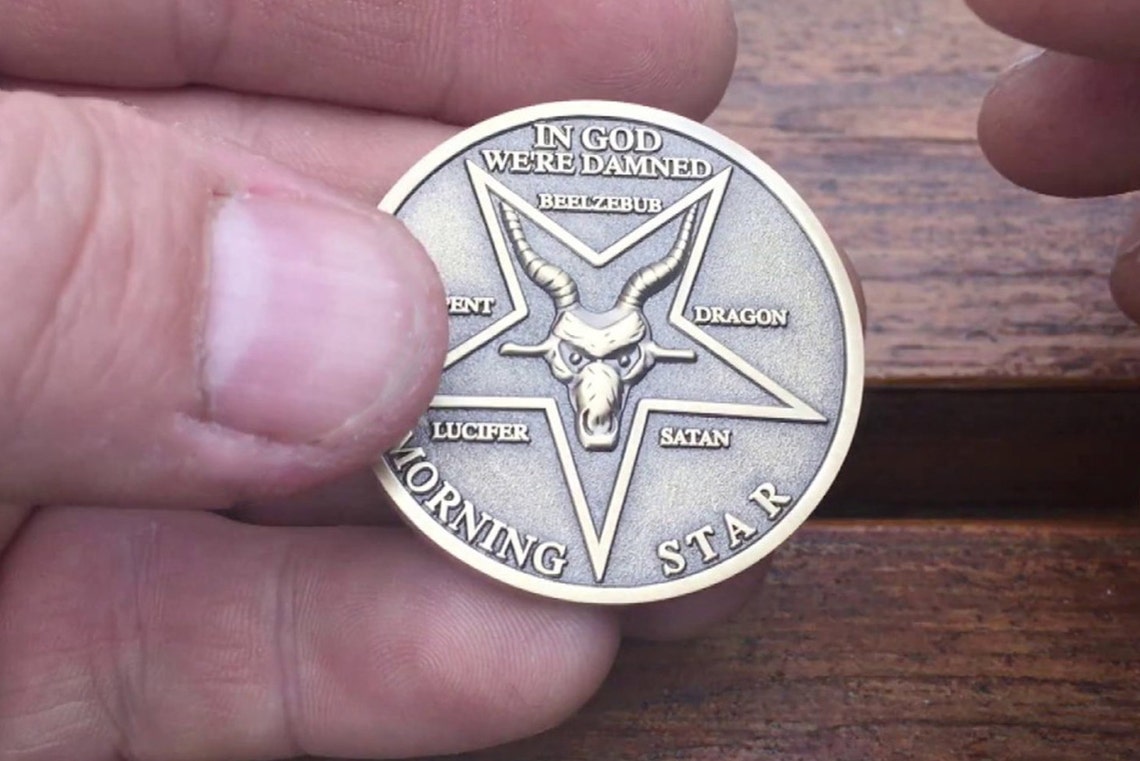 IN GOD
WE'RE DAMNED
BEELZEBUB
DRAGON
LUCIFER
SATAN
MORNING STAR